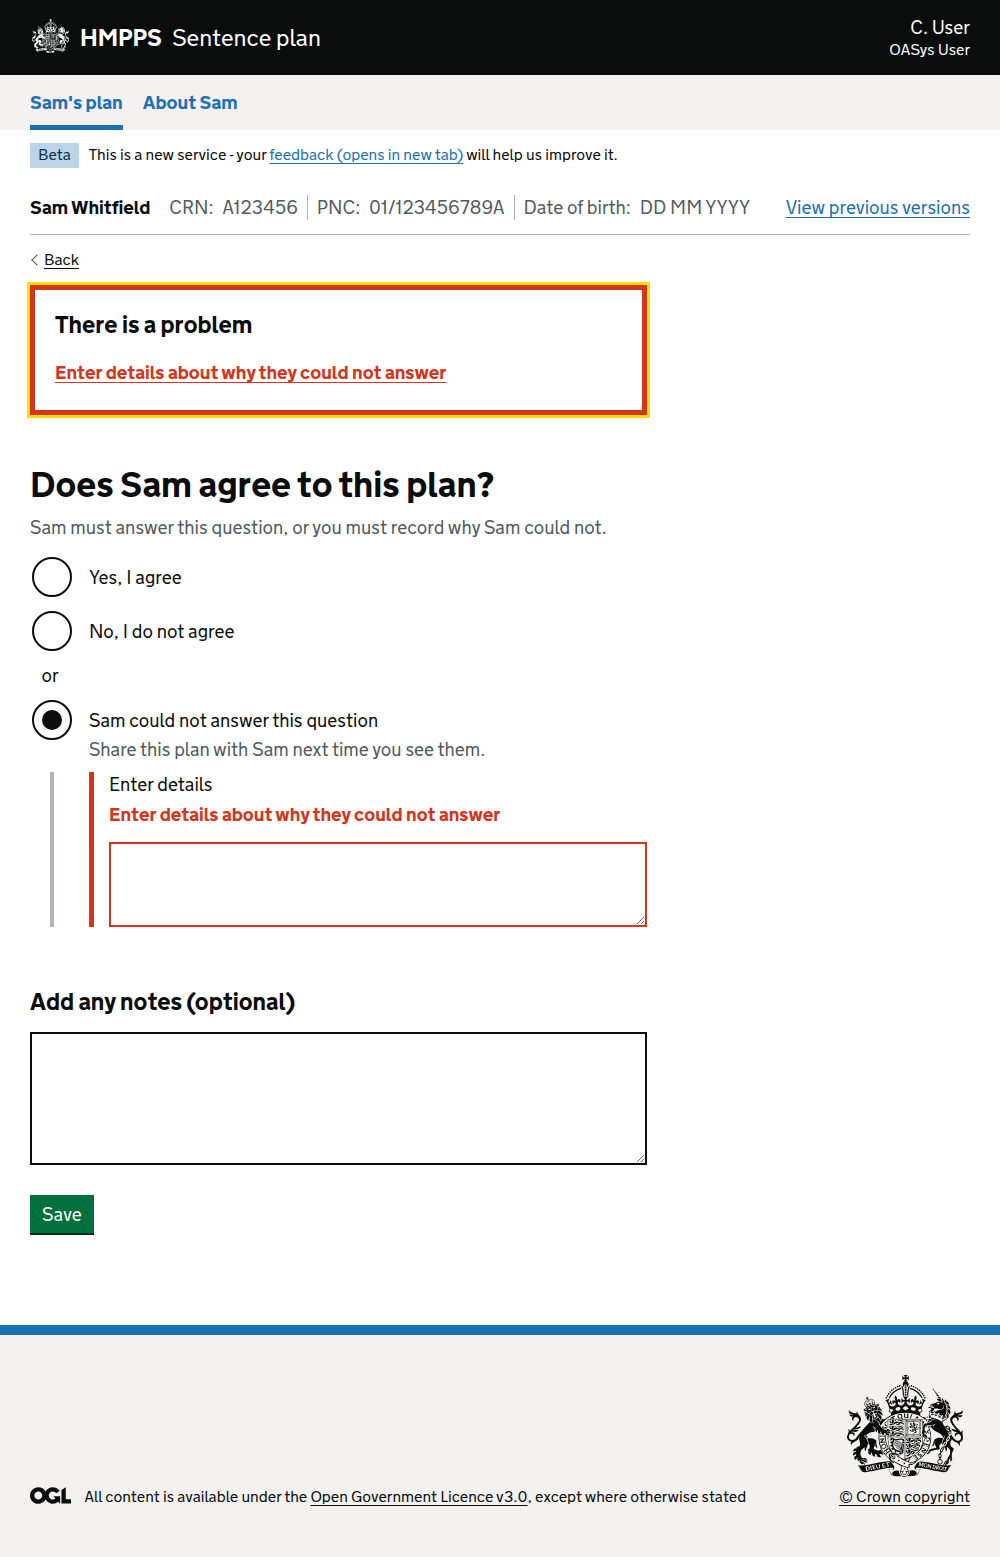 HMPPS Sentence plan
C. User
OASys User
Sam's plan About Sam
Beta This is a new service - your feedback (opens in new tab) will help us improve it.
Sam Whitfield CRN: A123456 PNC: 01/123456789A Date of birth: DD MM YYYY View previous versions
Back
There is a problem
Enter details about why they could not answer
Does Sam agree to this plan?
Sam must answer this question, or you must record why Sam could not.
Yes, I agree
No, I do not agree
or
Sam could not answer this question
Share this plan with Sam next time you see them.
Enter details
Enter details about why they could not answer
Add any notes (optional)
Save
DIEU ET MON DROIT
OGL All content is available under the Open Government Licence v3.0, except where otherwise stated
© Crown copyright